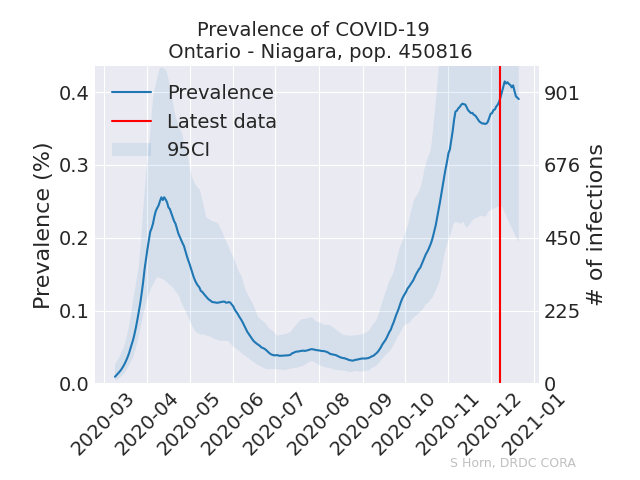 Prevalence of COVID-19
Ontario - Niagara, pop. 450816
Prevalence
Latest data
95CI
Prevalence (%)
0.4
0.3
0.2
0.1
0.0
901
676
450
225
0
# of infections
2020-03
2020-04
2020-05
2020-06
2020-07
2020-08
2020-09
2020-10
2020-11
2020-12
2021-01
S Horn, DRDC CORA